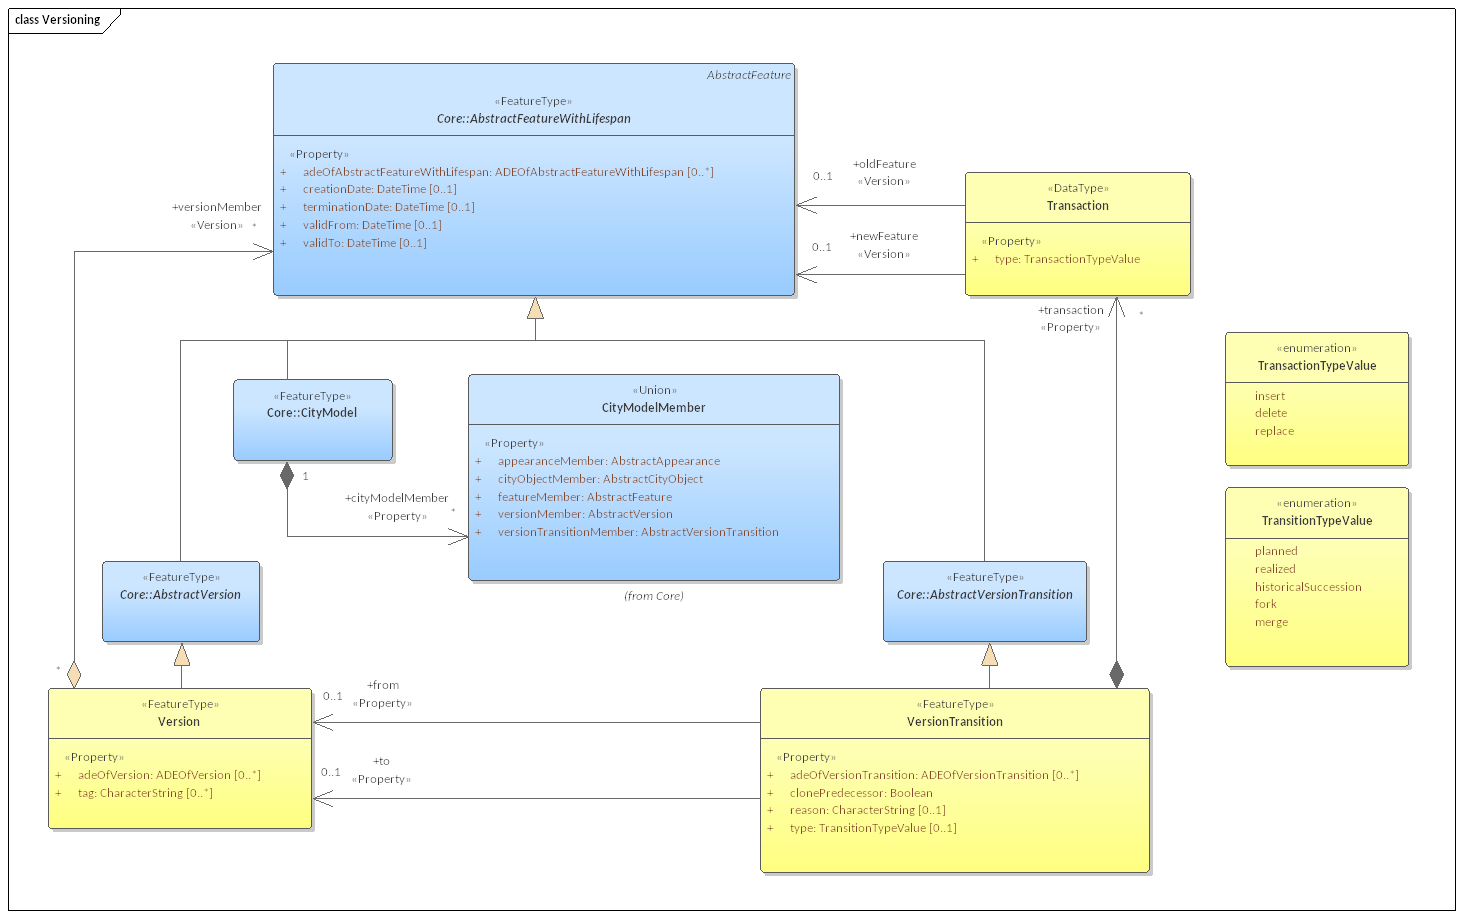 class Versioning
AbstractFeature
«FeatureType»
Core::AbstractFeatureWithLifespan
«Property»
+ adeOfAbstractFeatureWithLifespan: ADEOfAbstractFeatureWithLifespan [0..*]
+ creationDate: DateTime [0..1]
+ terminationDate: DateTime [0..1]
+ validFrom: DateTime [0..1]
+ validTo: DateTime [0..1]
+versionMember
«Version» *
+oldFeature
0..1 «Version»
+newFeature
0..1 «Version»
«DataType»
Transaction
«Property»
+ type: TransactionTypeValue
+transaction
«Property» *
«enumeration»
TransactionTypeValue
insert
delete
replace
«FeatureType»
Core::CityModel
1
+cityModelMember
«Property» *
«Union»
CityModelMember
«Property»
+ appearanceMember: AbstractAppearance
+ cityObjectMember: AbstractCityObject
+ featureMember: AbstractFeature
+ versionMember: AbstractVersion
+ versionTransitionMember: AbstractVersionTransition
(from Core)
«enumeration»
TransitionTypeValue
planned
realized
historicalSuccession
fork
merge
«FeatureType»
Core::AbstractVersion
«FeatureType»
Core::AbstractVersionTransition
*
«FeatureType»
Version
«Property»
+ adeOfVersion: ADEOfVersion [0..*]
+ tag: CharacterString [0..*]
+from
0..1 «Property»
+to
0..1 «Property»
«FeatureType»
VersionTransition
«Property»
+ adeOfVersionTransition: ADEOfVersionTransition [0..*]
+ clonePredecessor: Boolean
+ reason: CharacterString [0..1]
+ type: TransitionTypeValue [0..1]